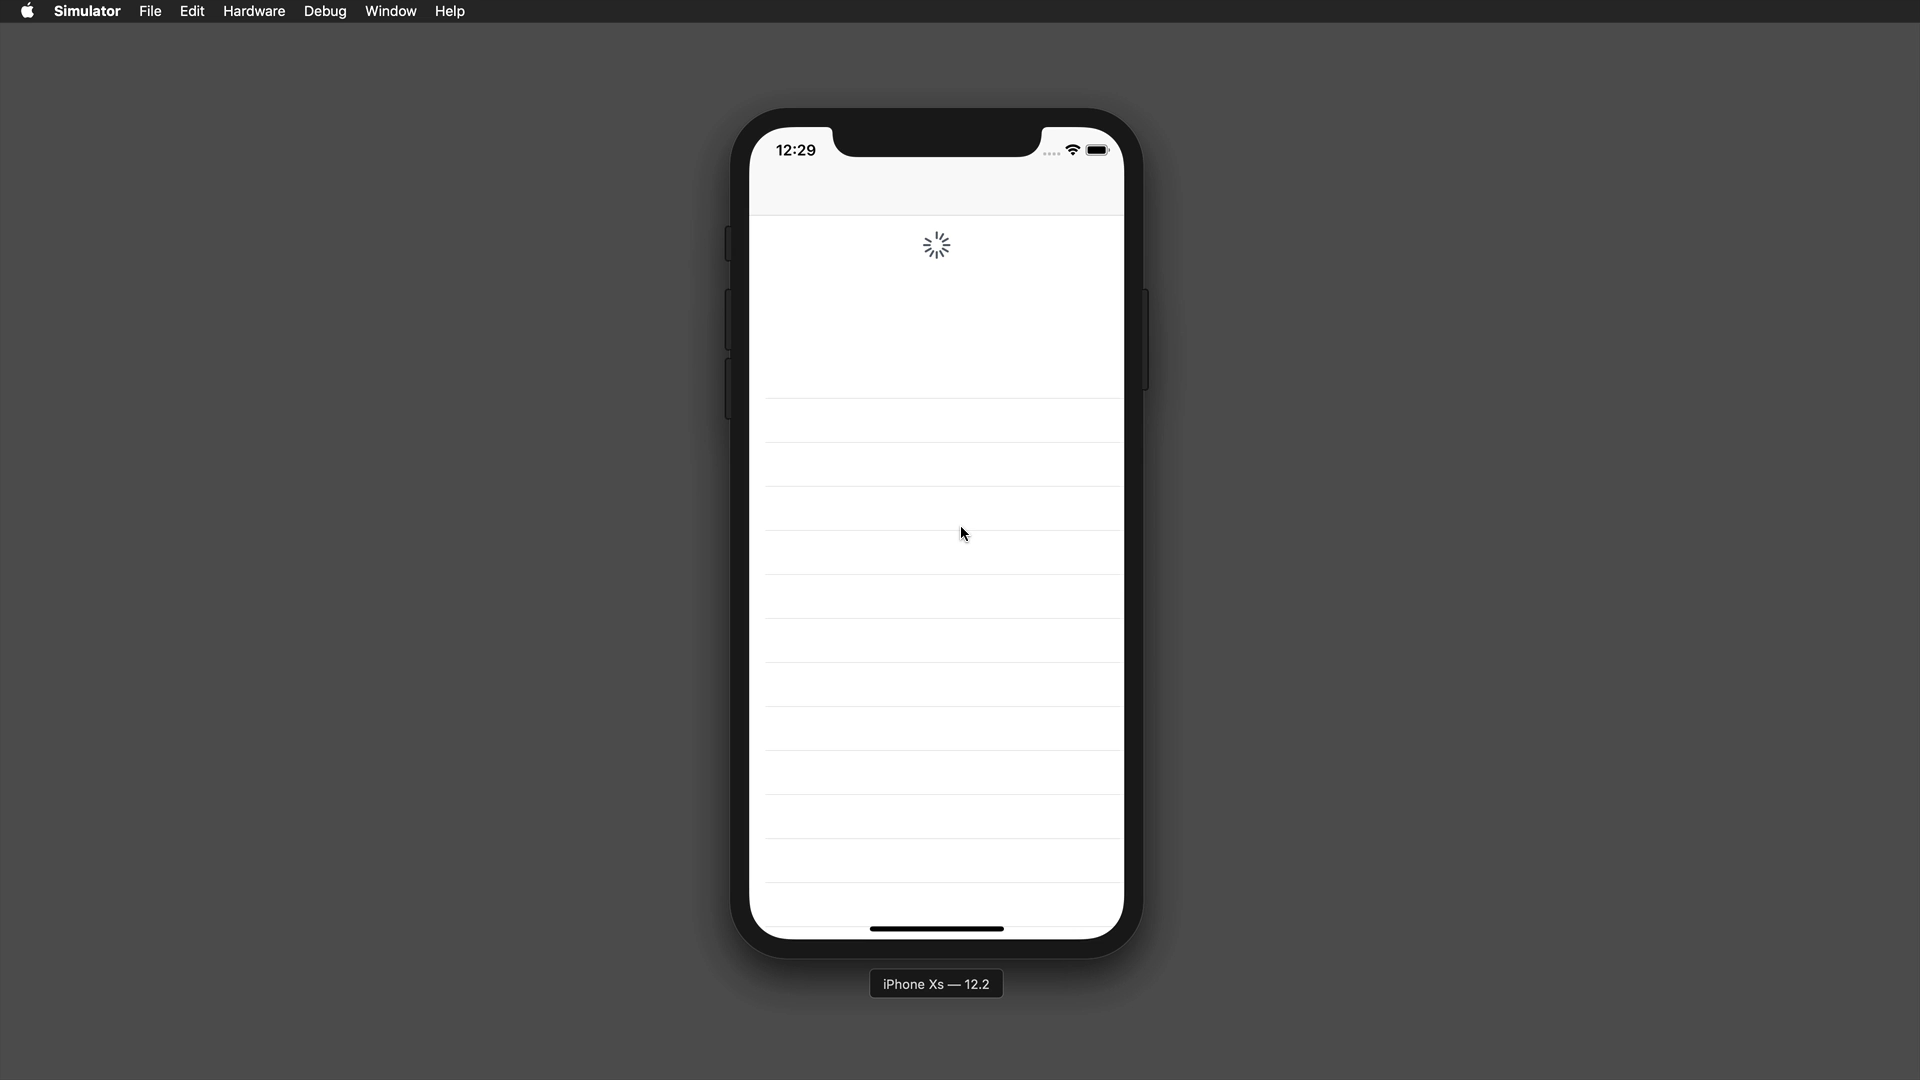 Simulator File Edit Hardware Debug Window Help
12:29
iPhone Xs — 12.2